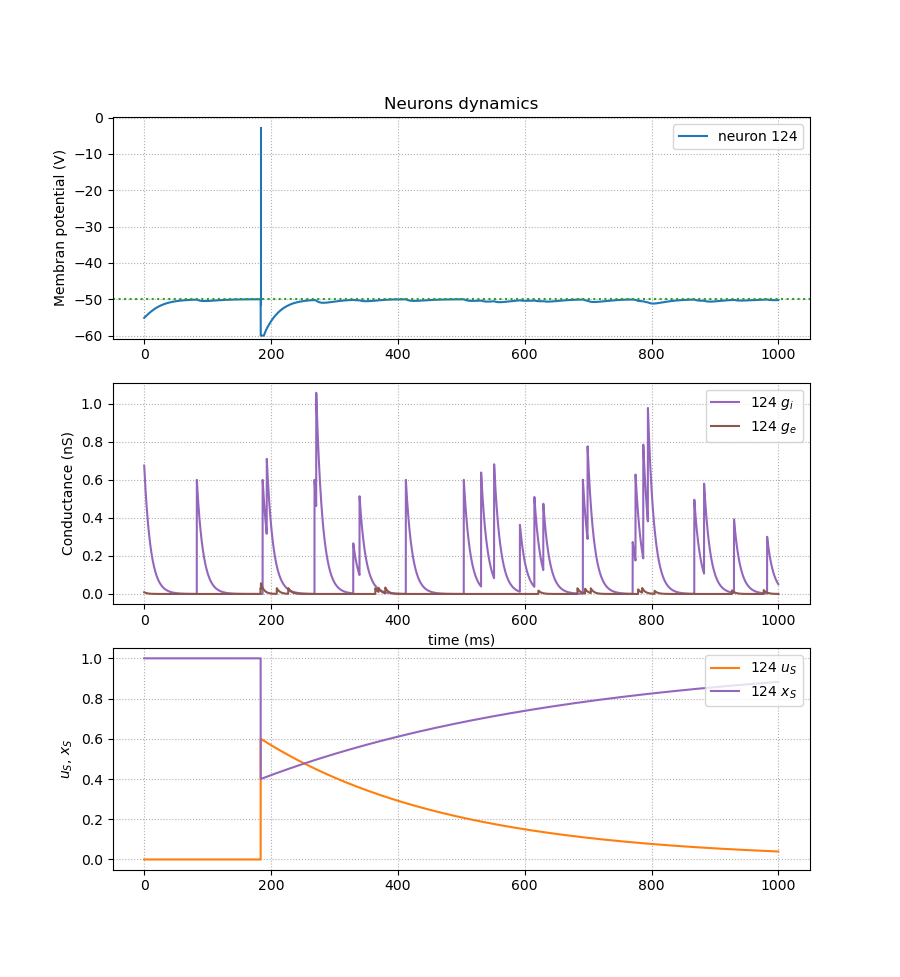 Neurons dynamics
Membran potential (V)
0
−10
−20
−30
−40
−50
−60
neuron 124
0 200 400 600 800 1000
Conductance (nS)
1.0
0.8
0.6
0.4
0.2
0.0
124 g_i
124 g_e
0 200 400 600 800 1000
time (ms)
u_S, x_S
1.0
0.8
0.6
0.4
0.2
0.0
124 u_S
124 x_S
0 200 400 600 800 1000